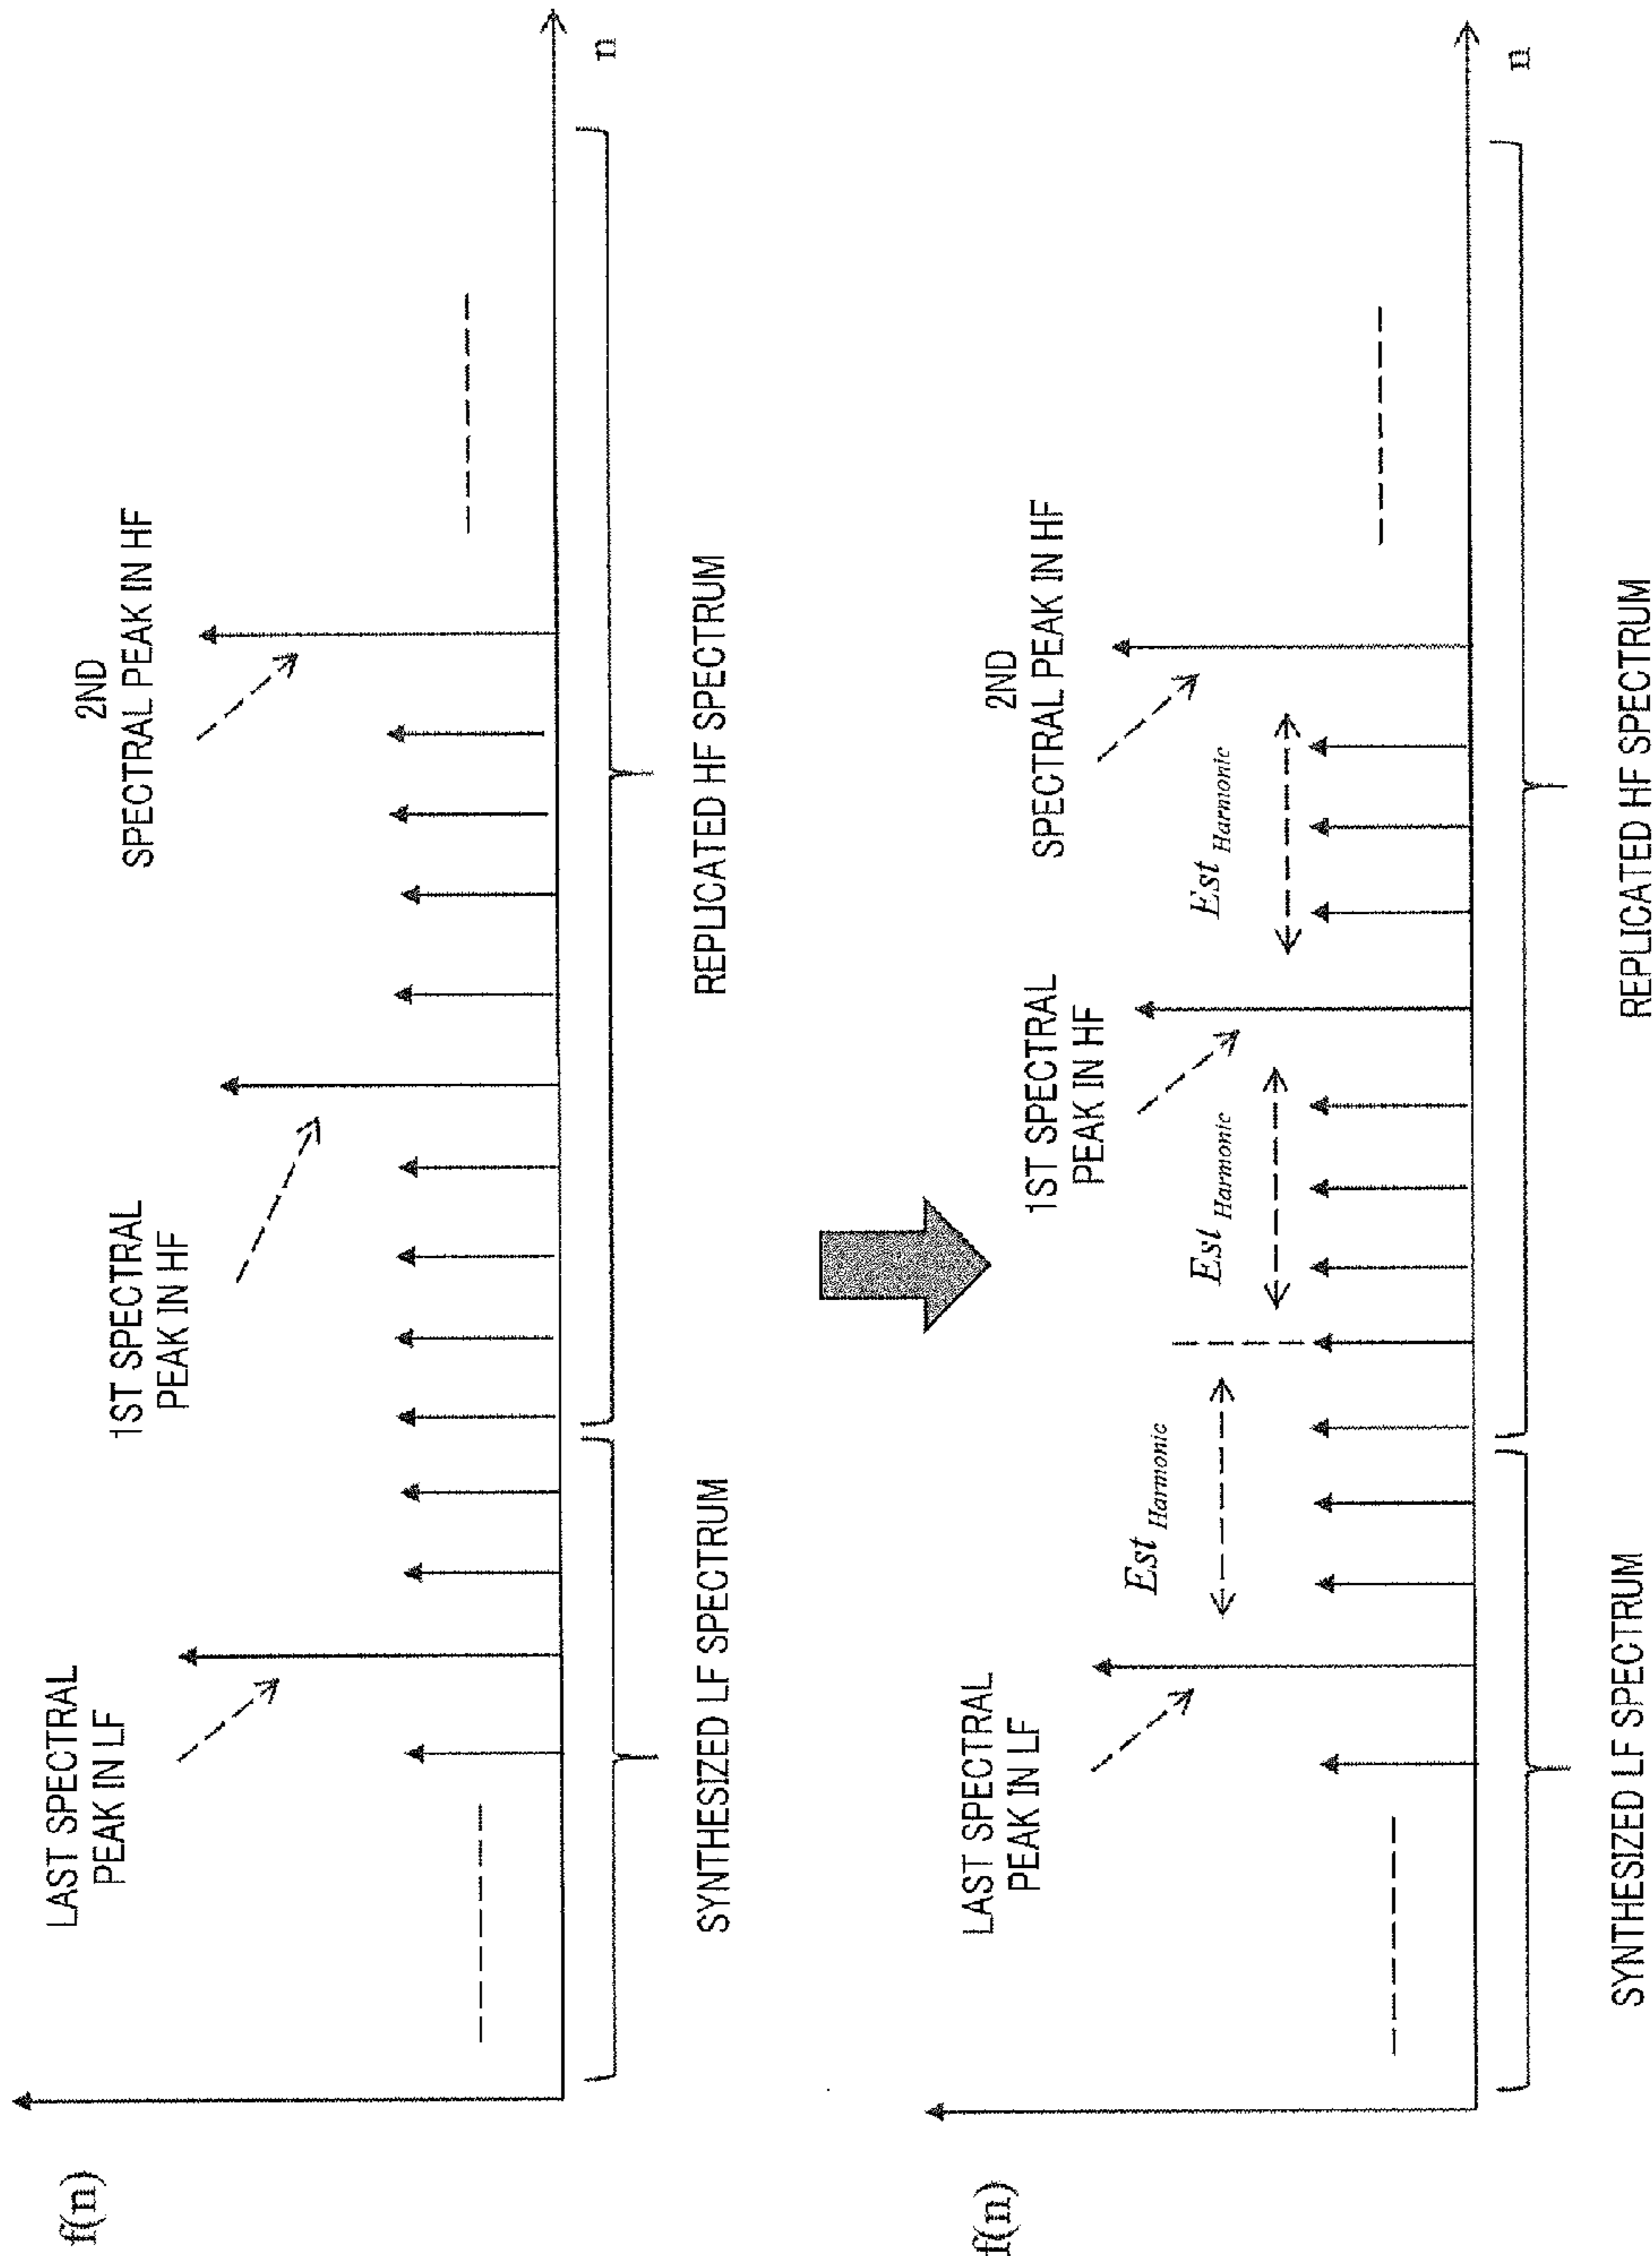 f(n)
LAST SPECTRAL
PEAK IN LF
1ST SPECTRAL
PEAK IN HF
2ND
SPECTRAL PEAK IN HF
n
SYNTHESIZED LF SPECTRUM
REPLICATED HF SPECTRUM
f(n)
LAST SPECTRAL
PEAK IN LF
1ST SPECTRAL
PEAK IN HF
2ND
SPECTRAL PEAK IN HF
Est Harmonic
Est Harmonic
Est Harmonic
n
SYNTHESIZED LF SPECTRUM
REPLICATED HF SPECTRUM